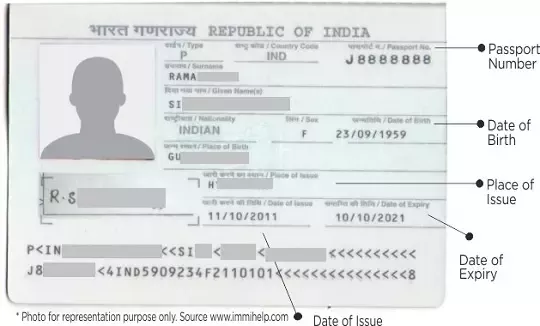 भारत गणराज्य REPUBLIC OF INDIA
टाईप / Type राष्ट्र कोड / Country Code पासपोर्ट नं. / Passport No.
P IND J8888888
उपनाम / Surname
RAMA
दिया गया नाम / Given Name(s)
SI
राष्ट्रीयता / Nationality लिंग / Sex जन्मतिथि / Date of Birth
INDIAN F 23/09/1959
जन्म स्थान / Place of Birth
GU
जारी करने का स्थान / Place of Issue
H
जारी करने की तिथि / Date of Issue समाप्ति की तिथि / Date of Expiry
11/10/2011 10/10/2021
R.S
P<IN <<SI < < <<<<<<<<<<
J8 <4IND5909234F2110101<<<<<<<<<<<<<<8
Passport
Number
Date of
Birth
Place of
Issue
Date of
Expiry
Date of Issue
* Photo for representation purpose only. Source www.immihelp.com